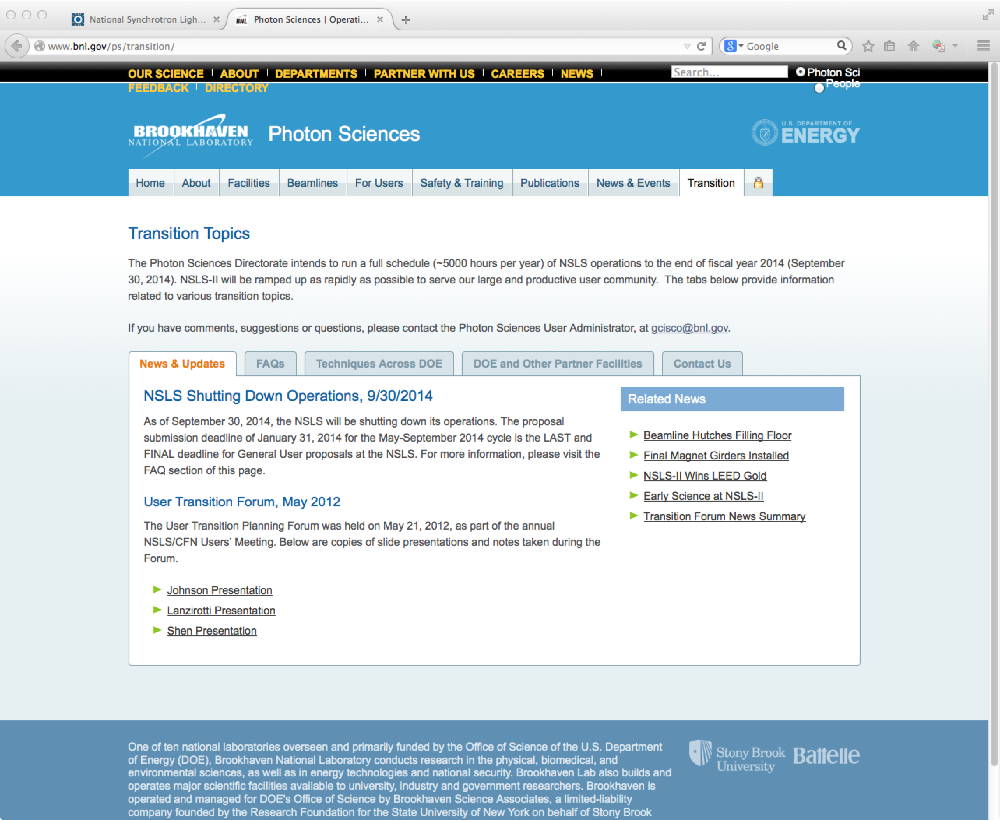 National Synchrotron Ligh...
BNL Photon Sciences | Operati...
www.bnl.gov/ps/transition/
Google
OUR SCIENCE | ABOUT | DEPARTMENTS | PARTNER WITH US | CAREERS | NEWS |
Search...
Photon Sci
FEEDBACK | DIRECTORY
People
BROOKHAVEN
NATIONAL LABORATORY
Photon Sciences
U.S. DEPARTMENT OF
ENERGY
Home About Facilities Beamlines For Users Safety & Training Publications News & Events Transition
Transition Topics
The Photon Sciences Directorate intends to run a full schedule (~5000 hours per year) of NSLS operations to the end of fiscal year 2014 (September
30, 2014). NSLS-II will be ramped up as rapidly as possible to serve our large and productive user community. The tabs below provide information
related to various transition topics.
If you have comments, suggestions or questions, please contact the Photon Sciences User Administrator, at gcisco@bnl.gov.
News & Updates FAQs Techniques Across DOE DOE and Other Partner Facilities Contact Us
NSLS Shutting Down Operations, 9/30/2014
As of September 30, 2014, the NSLS will be shutting down its operations. The proposal
submission deadline of January 31, 2014 for the May-September 2014 cycle is the LAST and
FINAL deadline for General User proposals at the NSLS. For more information, please visit the
FAQ section of this page.
User Transition Forum, May 2012
The User Transition Planning Forum was held on May 21, 2012, as part of the annual
NSLS/CFN Users’ Meeting. Below are copies of slide presentations and notes taken during the
Forum.
Johnson Presentation
Lanzirotti Presentation
Shen Presentation
Related News
Beamline Hutches Filling Floor
Final Magnet Girders Installed
NSLS-II Wins LEED Gold
Early Science at NSLS-II
Transition Forum News Summary
One of ten national laboratories overseen and primarily funded by the Office of Science of the U.S. Department
of Energy (DOE), Brookhaven National Laboratory conducts research in the physical, biomedical, and
environmental sciences, as well as in energy technologies and national security. Brookhaven Lab also builds and
operates major scientific facilities available to university, industry and government researchers. Brookhaven is
operated and managed for DOE's Office of Science by Brookhaven Science Associates, a limited-liability
company founded by the Research Foundation for the State University of New York on behalf of Stony Brook
Stony Brook
University
Battelle